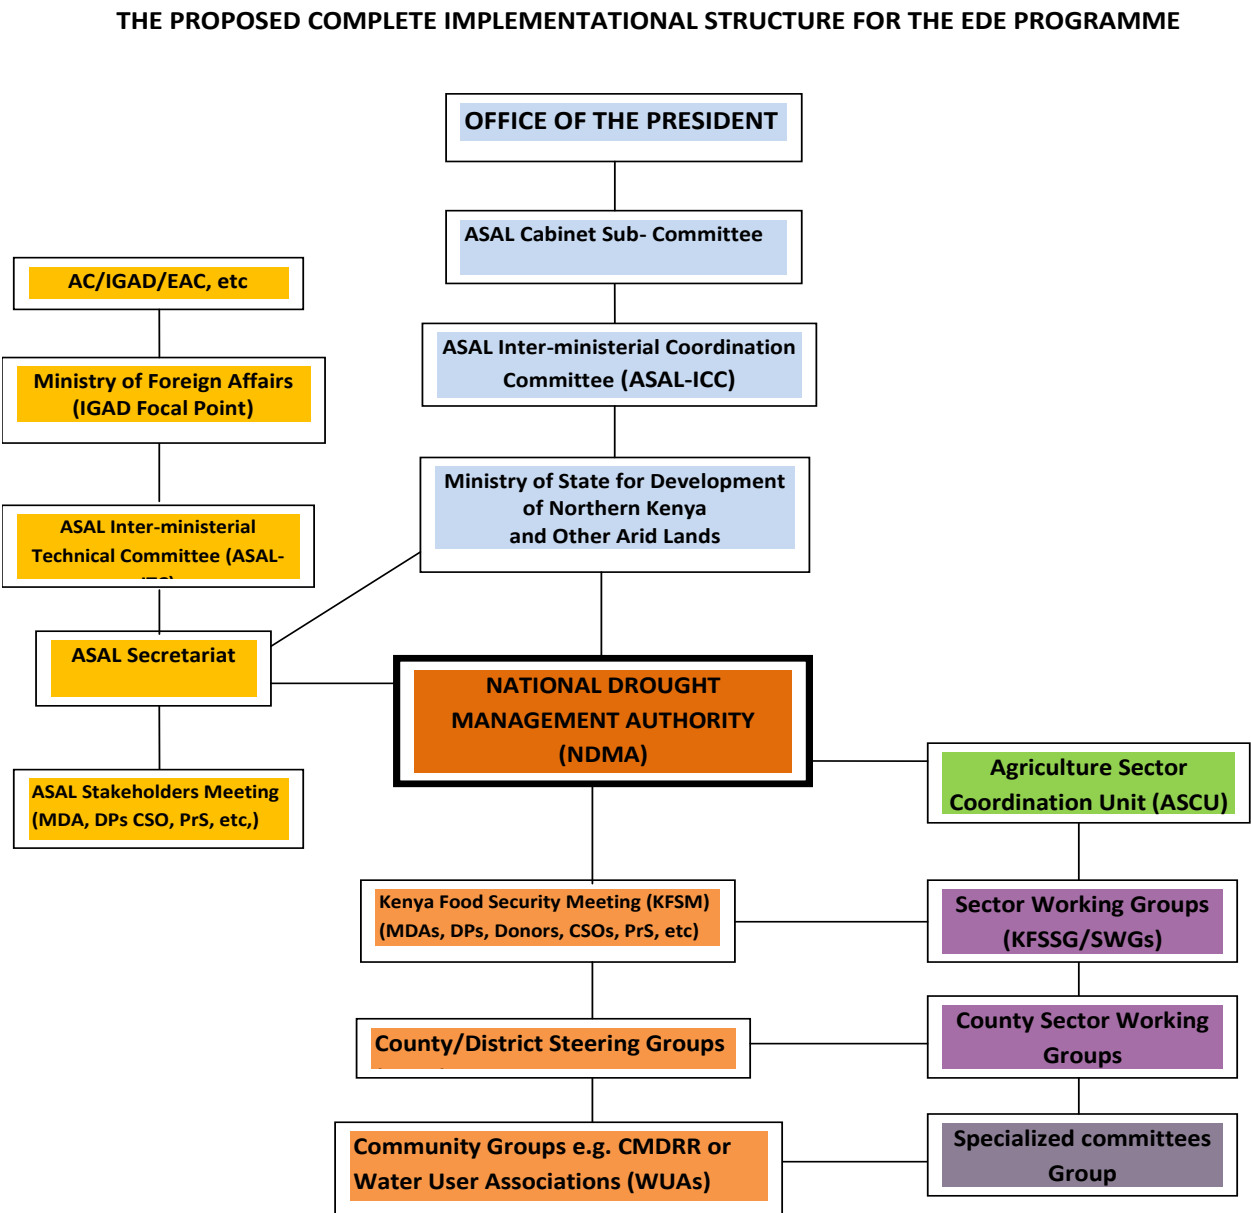 THE PROPOSED COMPLETE IMPLEMENTATIONAL STRUCTURE FOR THE EDE PROGRAMME
OFFICE OF THE PRESIDENT
ASAL Cabinet Sub- Committee
ASAL Inter-ministerial Coordination
Committee (ASAL-ICC)
Ministry of State for Development
of Northern Kenya
and Other Arid Lands
AC/IGAD/EAC, etc
Ministry of Foreign Affairs
(IGAD Focal Point)
ASAL Inter-ministerial
Technical Committee (ASAL-
ASAL Secretariat
ASAL Stakeholders Meeting
(MDA, DPs CSO, PrS, etc,)
NATIONAL DROUGHT
MANAGEMENT AUTHORITY
(NDMA)
Agriculture Sector
Coordination Unit (ASCU)
Kenya Food Security Meeting (KFSM)
(MDAs, DPs, Donors, CSOs, PrS, etc)
Sector Working Groups
(KFSSG/SWGs)
County/District Steering Groups
County Sector Working
Groups
Community Groups e.g. CMDRR or
Water User Associations (WUAs)
Specialized committees
Group